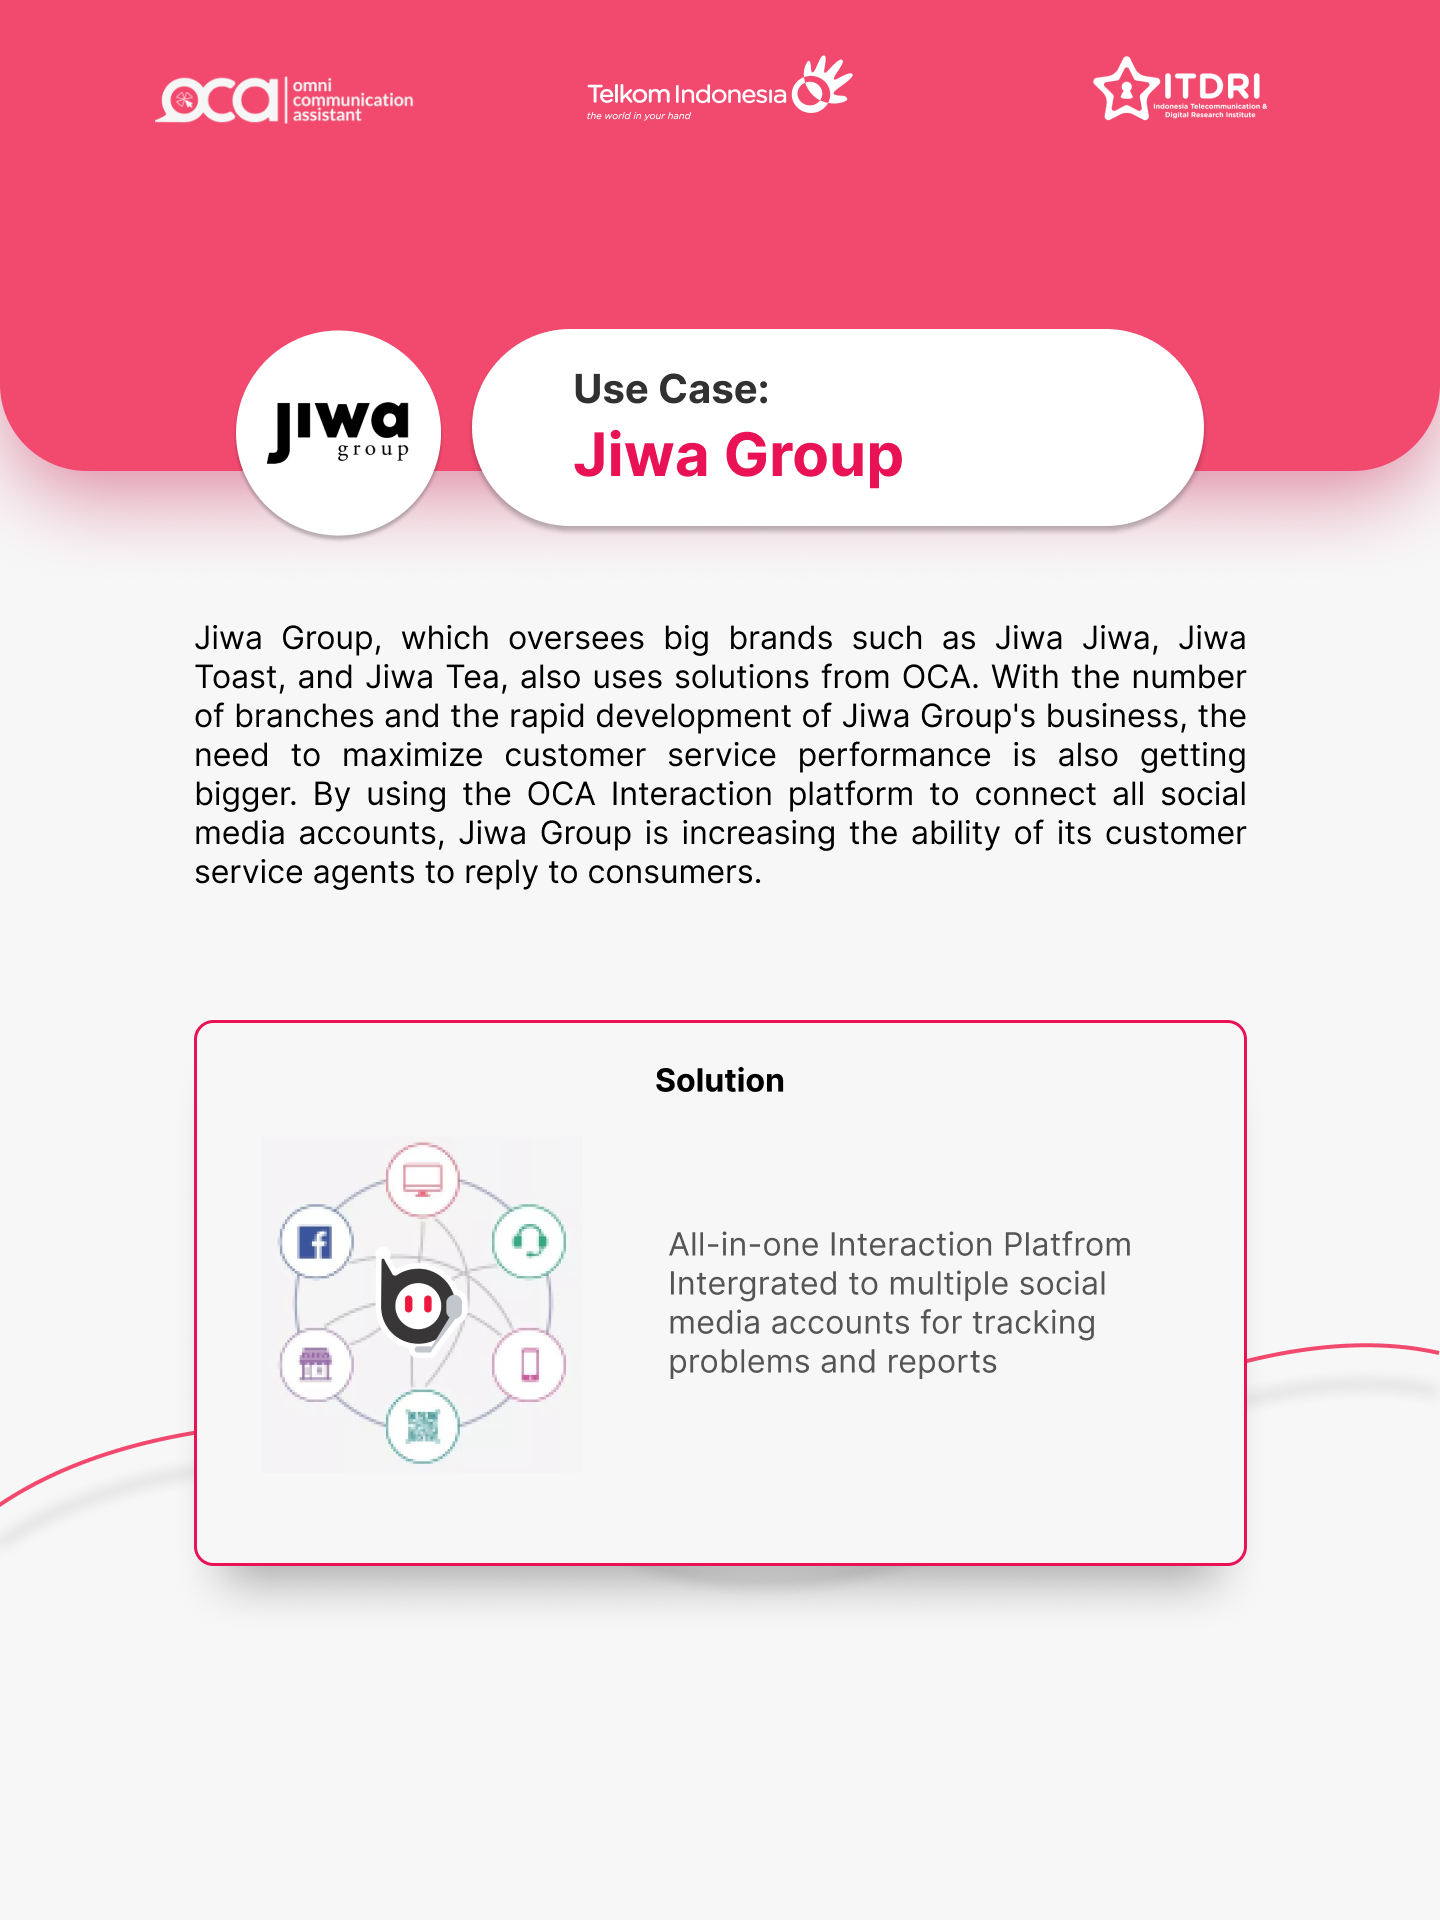 oca
omni
communication
assistant
Telkom Indonesia
the world in your hand
ITDRI
Indonesia Telecommunication &
Digital Research Institute
Jiwa
group
Use Case:
Jiwa Group
Jiwa Group, which oversees big brands such as Jiwa Jiwa, Jiwa
Toast, and Jiwa Tea, also uses solutions from OCA. With the number
of branches and the rapid development of Jiwa Group's business, the
need to maximize customer service performance is also getting
bigger. By using the OCA Interaction platform to connect all social
media accounts, Jiwa Group is increasing the ability of its customer
service agents to reply to consumers.
Solution
All-in-one Interaction Platfrom
Intergrated to multiple social
media accounts for tracking
problems and reports